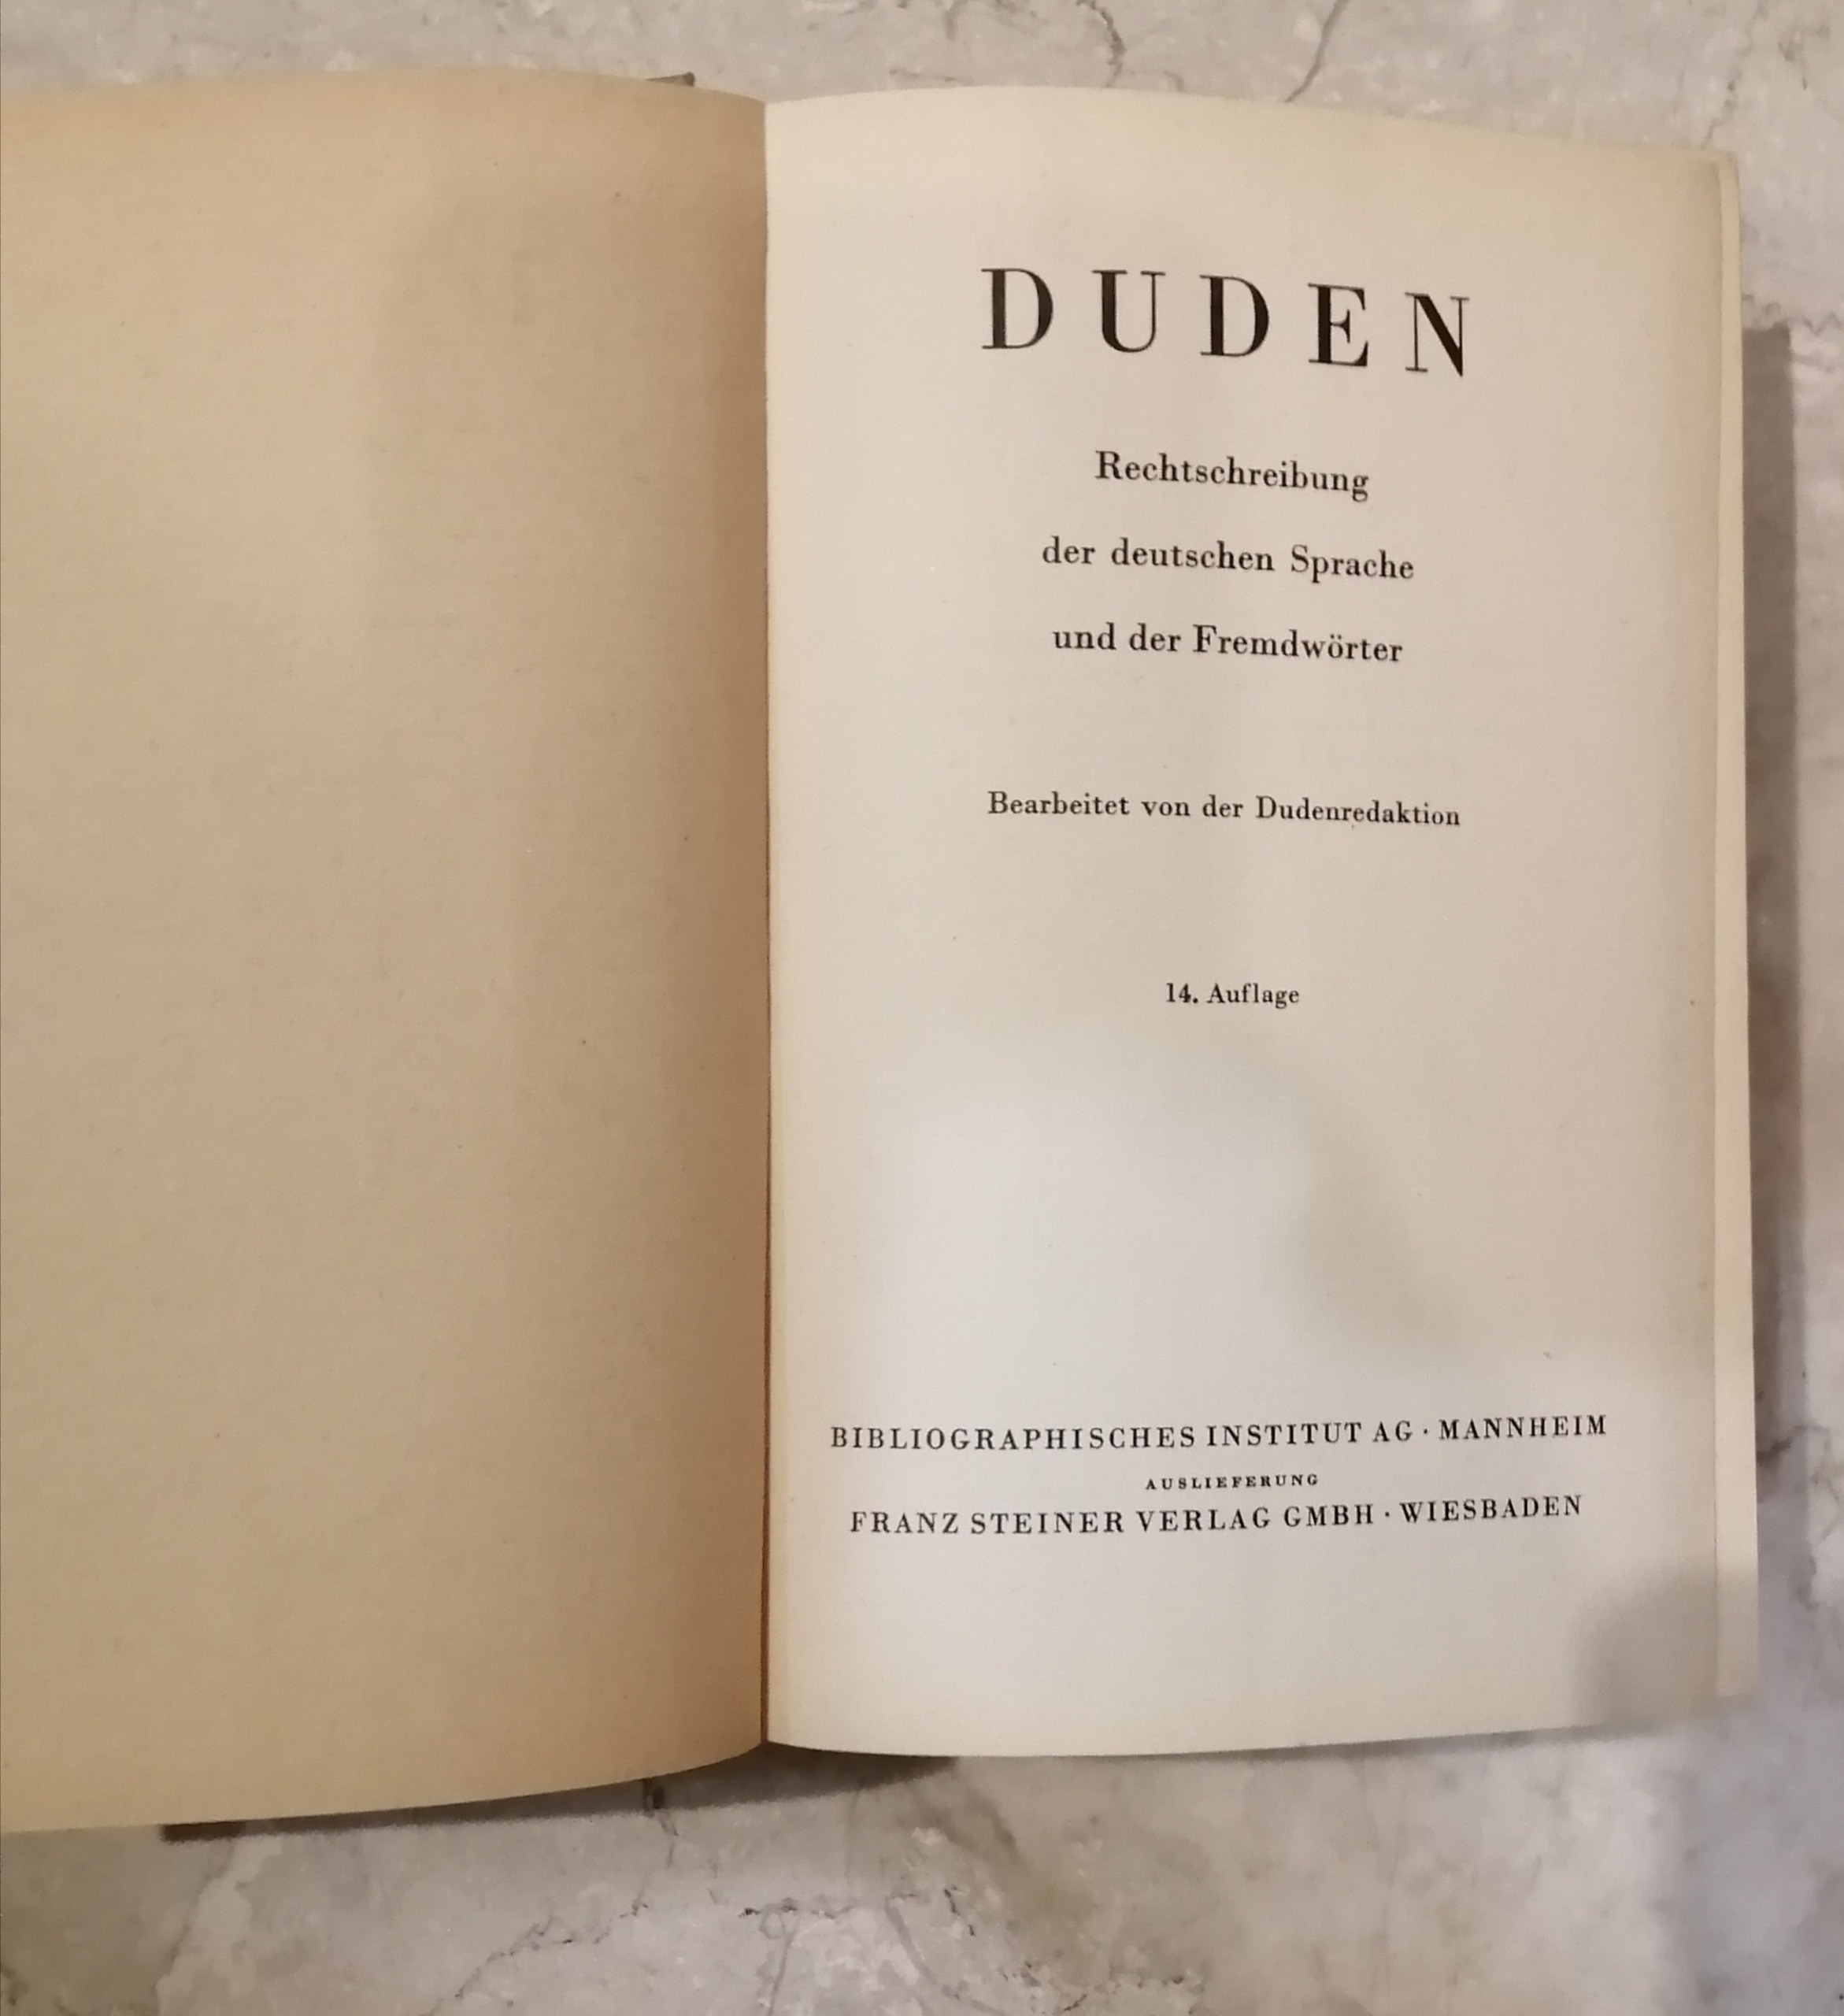 DUDEN
Rechtschreibung
der deutschen Sprache
und der Fremdwörter
Bearbeitet von der Dudenredaktion
14. Auflage
BIBLIOGRAPHISCHES INSTITUT AG · MANNHEIM
AUSLIEFERUNG
FRANZ STEINER VERLAG GMBH · WIESBADEN